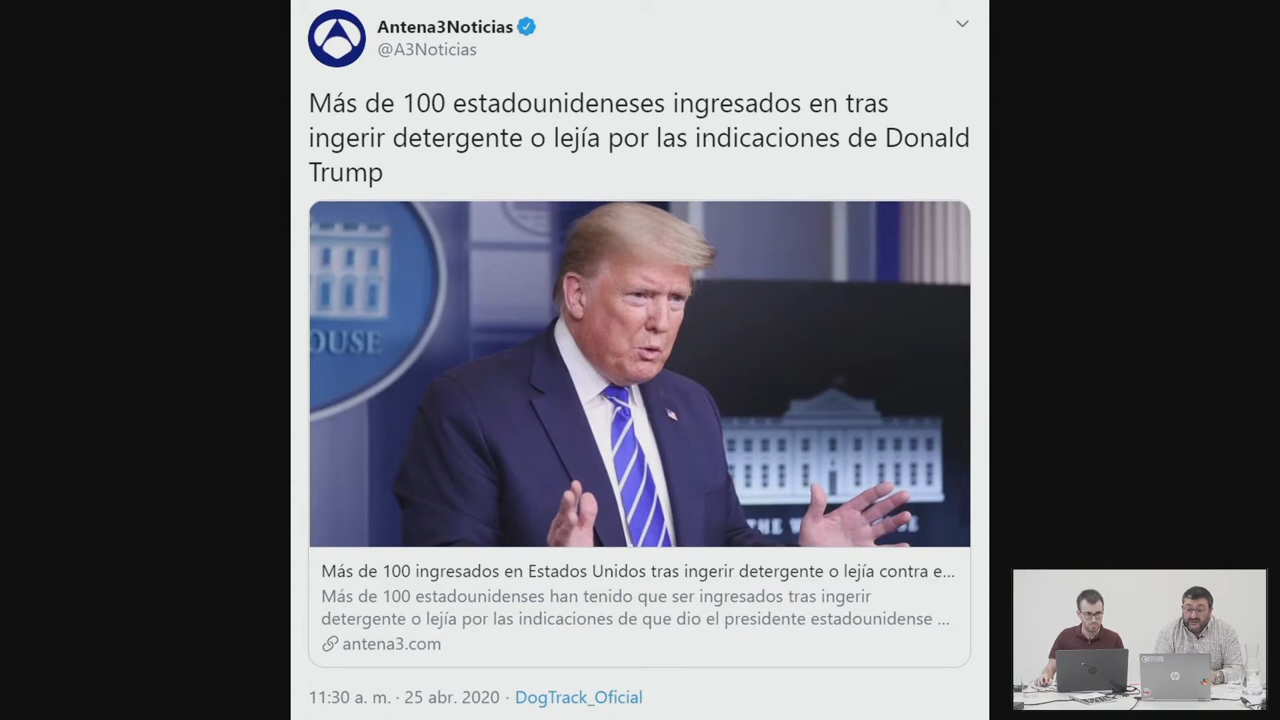 Antena3Noticias
@A3Noticias
Más de 100 estadounideneses ingresados en tras
ingerir detergente o lejía por las indicaciones de Donald
Trump
OUSE
THE W
SE
Más de 100 ingresados en Estados Unidos tras ingerir detergente o lejía contra e...
Más de 100 estadounidenses han tenido que ser ingresados tras ingerir
detergente o lejía por las indicaciones de que dio el presidente estadounidense ...
antena3.com
11:30 a. m. · 25 abr. 2020 · DogTrack_Oficial
hp